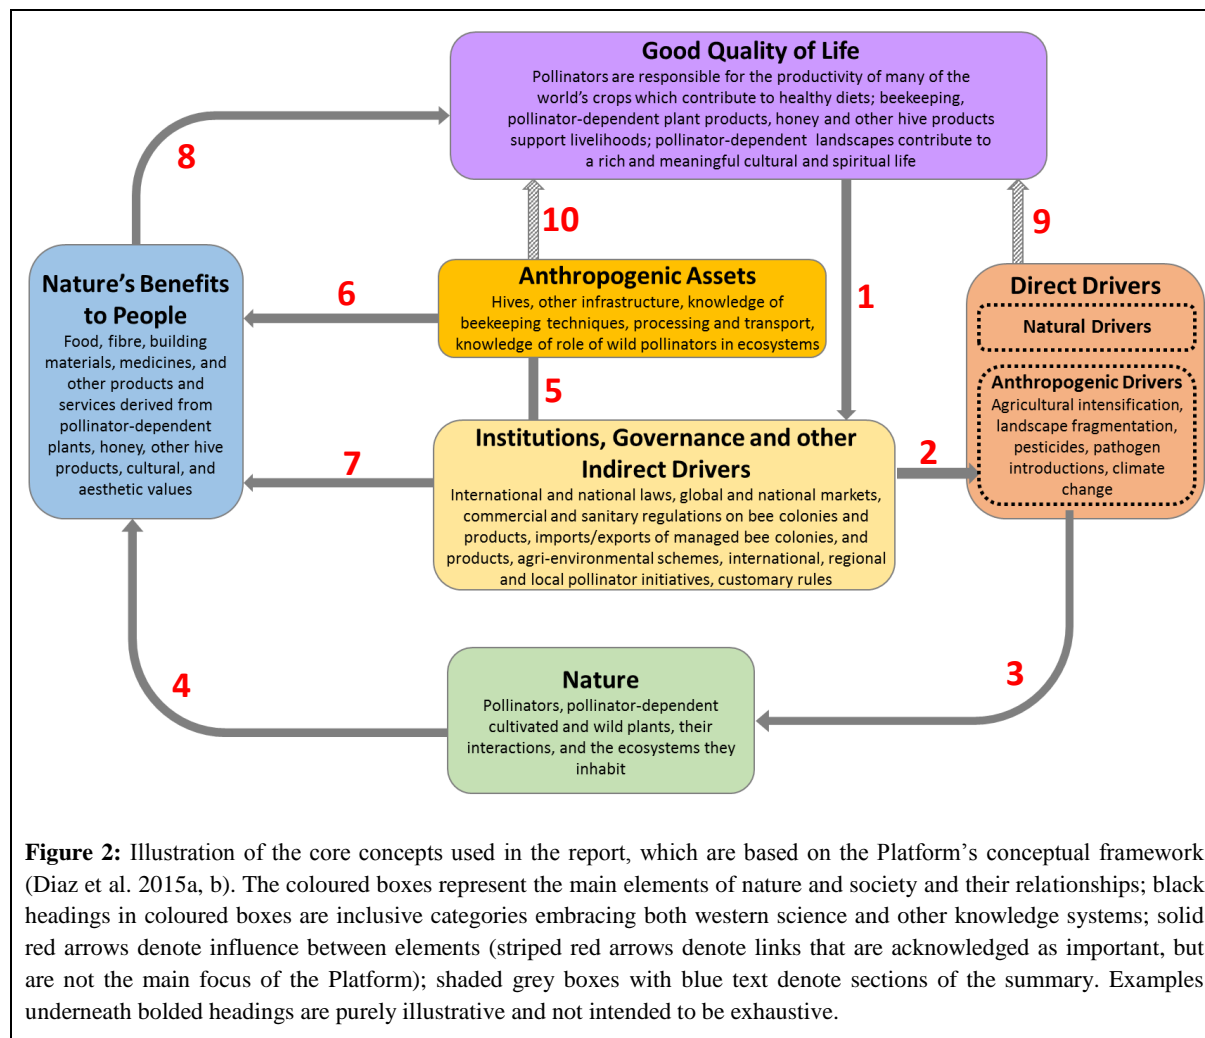 Good Quality of Life
Pollinators are responsible for the productivity of many of the
world's crops which contribute to healthy diets; beekeeping,
pollinator-dependent plant products, honey and other hive products
support livelihoods; pollinator-dependent landscapes contribute to
a rich and meaningful cultural and spiritual life
8
10
9
Nature's Benefits
to People
Food, fibre, building
materials, medicines, and
other products and
services derived from
pollinator-dependent
plants, honey, other hive
products, cultural, and
aesthetic values
6
Anthropogenic Assets
Hives, other infrastructure, knowledge of
beekeeping techniques, processing and transport,
knowledge of role of wild pollinators in ecosystems
1
Direct Drivers
Natural Drivers
Anthropogenic Drivers
Agricultural intensification,
landscape fragmentation,
pesticides, pathogen
introductions, climate
change
5
7
Institutions, Governance and other
Indirect Drivers
International and national laws, global and national markets,
commercial and sanitary regulations on bee colonies and
products, imports/exports of managed bee colonies, and
products, agri-environmental schemes, international, regional
and local pollinator initiatives, customary rules
2
4
Nature
Pollinators, pollinator-dependent
cultivated and wild plants, their
interactions, and the ecosystems they
inhabit
3
Figure 2: Illustration of the core concepts used in the report, which are based on the Platform's conceptual framework
(Diaz et al. 2015a, b). The coloured boxes represent the main elements of nature and society and their relationships; black
headings in coloured boxes are inclusive categories embracing both western science and other knowledge systems; solid
red arrows denote influence between elements (striped red arrows denote links that are acknowledged as important, but
are not the main focus of the Platform); shaded grey boxes with blue text denote sections of the summary. Examples
underneath bolded headings are purely illustrative and not intended to be exhaustive.